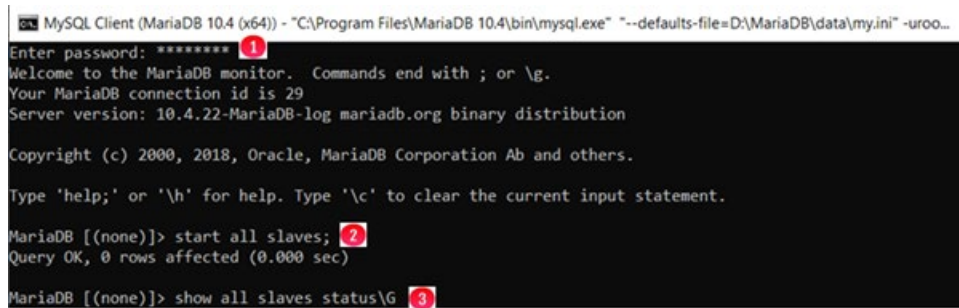 MySQL Client (MariaDB 10.4 (x64)) - "C:\Program Files\MariaDB 10.4\bin\mysql.exe" "--defaults-file=D:\MariaDB\data\my.ini" -uroo...
Enter password: ******** 1
Welcome to the MariaDB monitor.  Commands end with ; or \g.
Your MariaDB connection id is 29
Server version: 10.4.22-MariaDB-log mariadb.org binary distribution
Copyright (c) 2000, 2018, Oracle, MariaDB Corporation Ab and others.
Type 'help;' or '\h' for help. Type '\c' to clear the current input statement.
MariaDB [(none)]> start all slaves; 2
Query OK, 0 rows affected (0.000 sec)
MariaDB [(none)]> show all slaves status\G 3